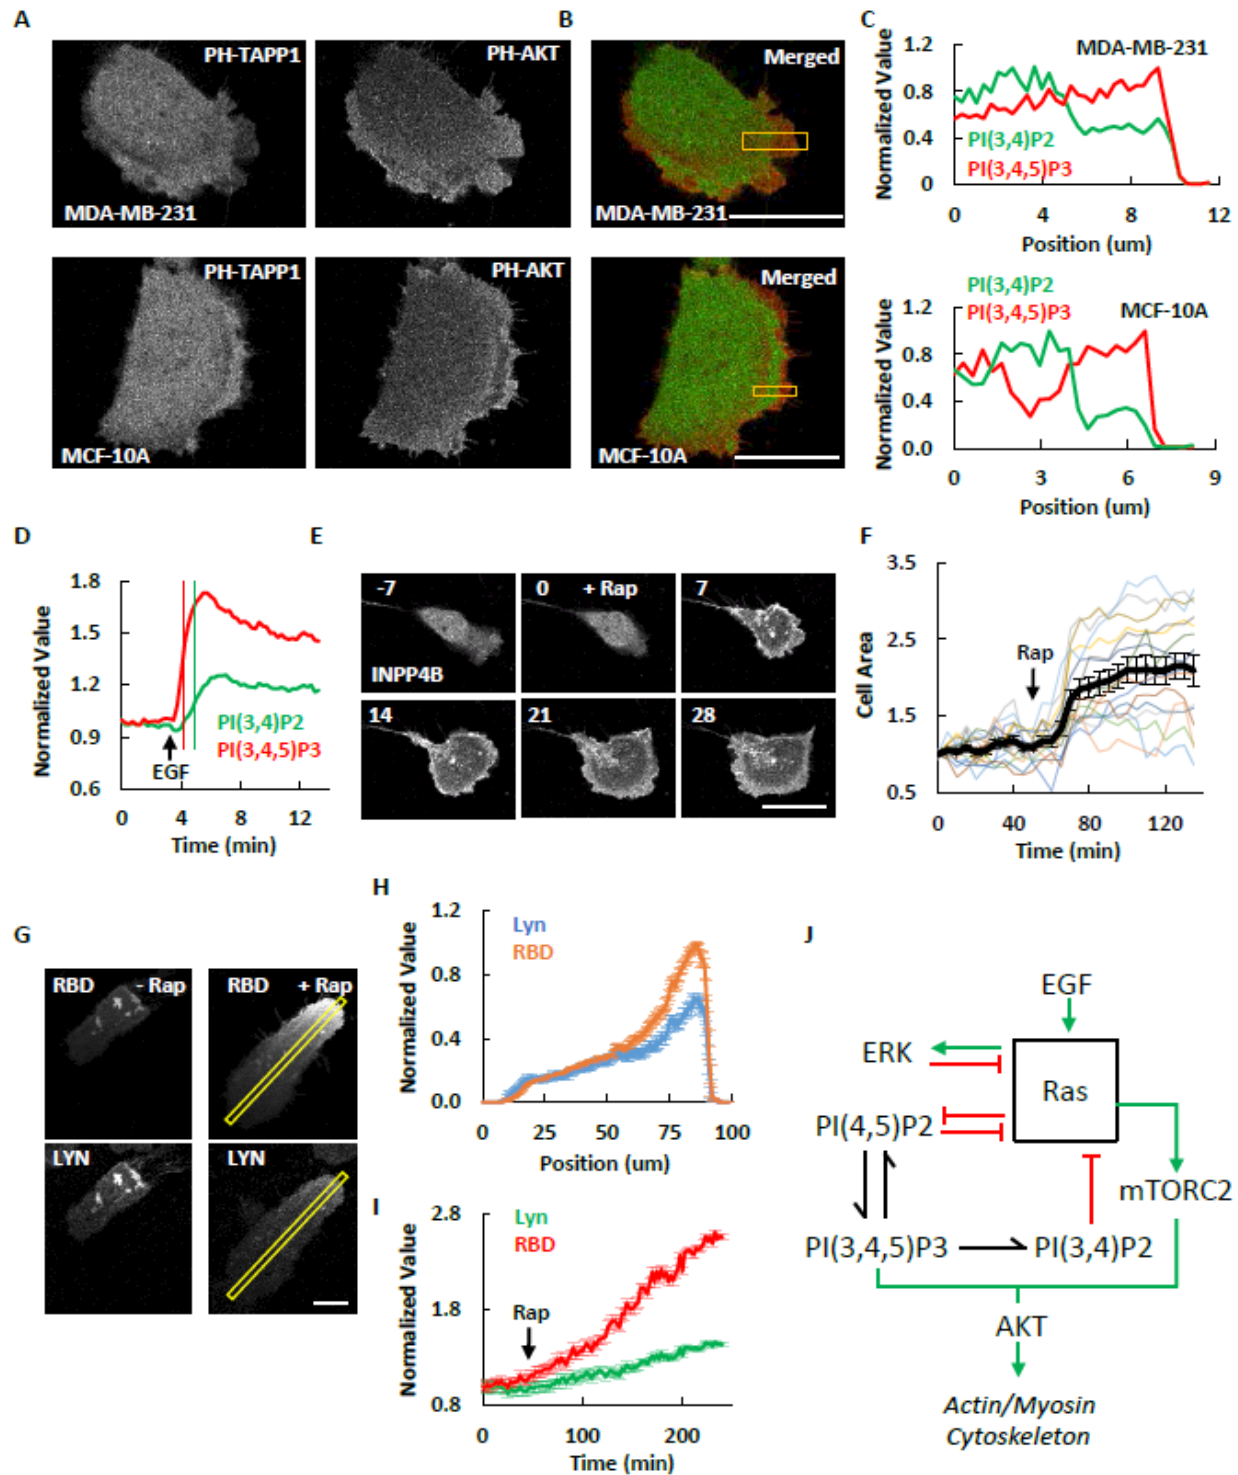 A
B
C
PH-TAPP1
PH-AKT
Merged
MDA-MB-231
MDA-MB-231
PH-TAPP1
PH-AKT
Merged
MCF-10A
MCF-10A
Normalized Value
1.2
0.8
0.4
0
MDA-MB-231
PI(3,4)P2
PI(3,4,5)P3
0 4 8 12
Position (um)
PI(3,4)P2
PI(3,4,5)P3
MCF-10A
Normalized Value
1.2
0.8
0.4
0.0
0 3 6 9
Position (um)
D
E
F
Normalized Value
1.8
1.5
1.2
0.9
0.6
PI(3,4)P2
PI(3,4,5)P3
EGF
0 4 8 12
Time (min)
-7
0 + Rap
7
INPP4B
14
21
28
Cell Area
3.5
2.5
1.5
0.5
Rap
0 40 80 120
Time (min)
G
RBD - Rap
RBD + Rap
LYN
LYN
H
Normalized Value
1.2
0.8
0.4
0.0
Lyn
RBD
0 25 50 75 100
Position (um)
I
Normalized Value
2.8
1.8
0.8
Lyn
RBD
Rap
0 100 200
Time (min)
J
EGF
ERK
Ras
PI(4,5)P2
mTORC2
PI(3,4,5)P3
PI(3,4)P2
AKT
Actin/Myosin
Cytoskeleton